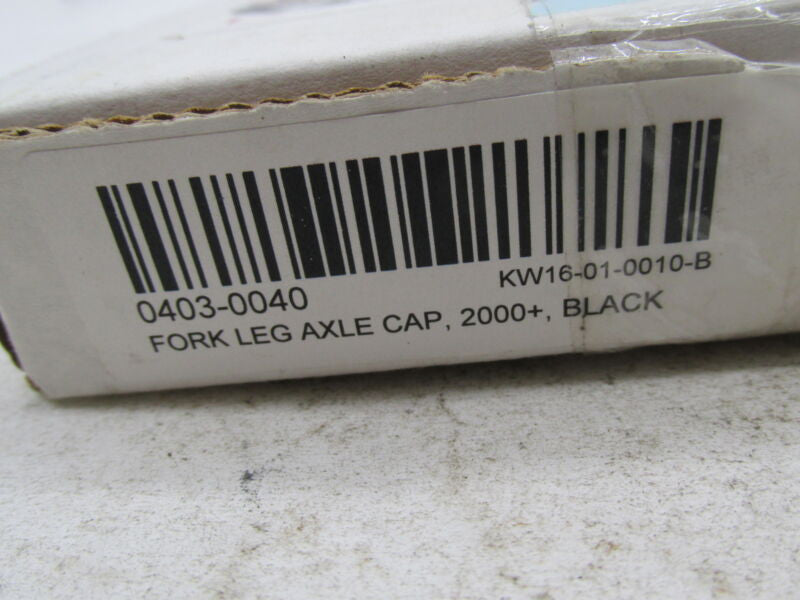 0403-0040 KW16-01-0010-B
FORK LEG AXLE CAP, 2000+, BLACK